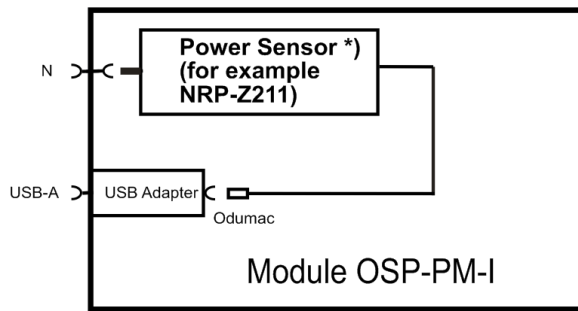 Power Sensor *)
(for example
NRP-Z211)
N
USB-A
USB Adapter
Odumac
Module OSP-PM-I